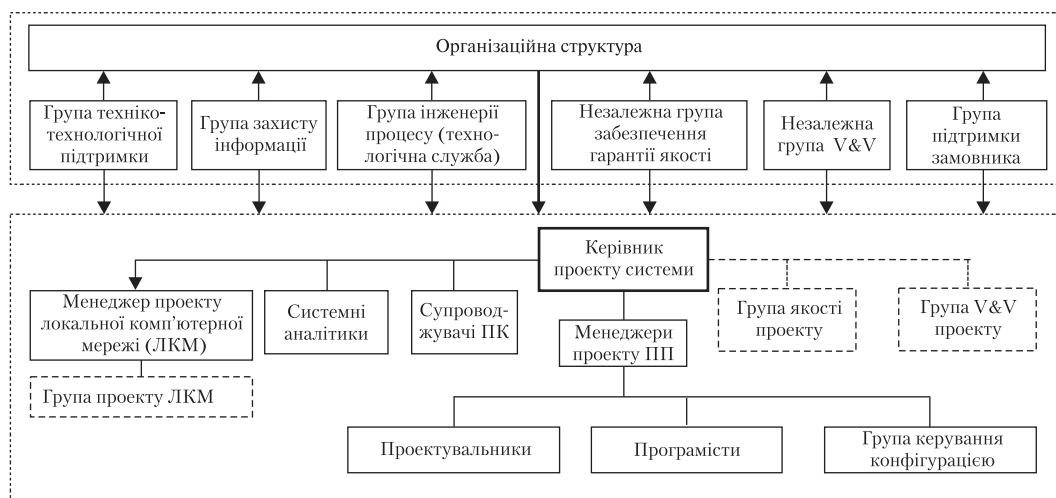 Організаційна структура
Група техніко-
технологічної
підтримки
Група захисту
інформації
Група інженерії
процесу (техно-
логічна служба)
Незалежна група
забезпечення
гарантії якості
Незалежна
група V&V
Група
підтримки
замовника
Керівник
проекту системи
Менеджер проекту
локальної комп’ютерної
мережі (ЛКМ)
Системні
аналітики
Супровод-
жувачі ПК
Менеджери
проекту ПП
Група якості
проекту
Група V&V
проекту
Група проекту ЛКМ
Проектувальники
Програмісти
Група керування
конфігурацією